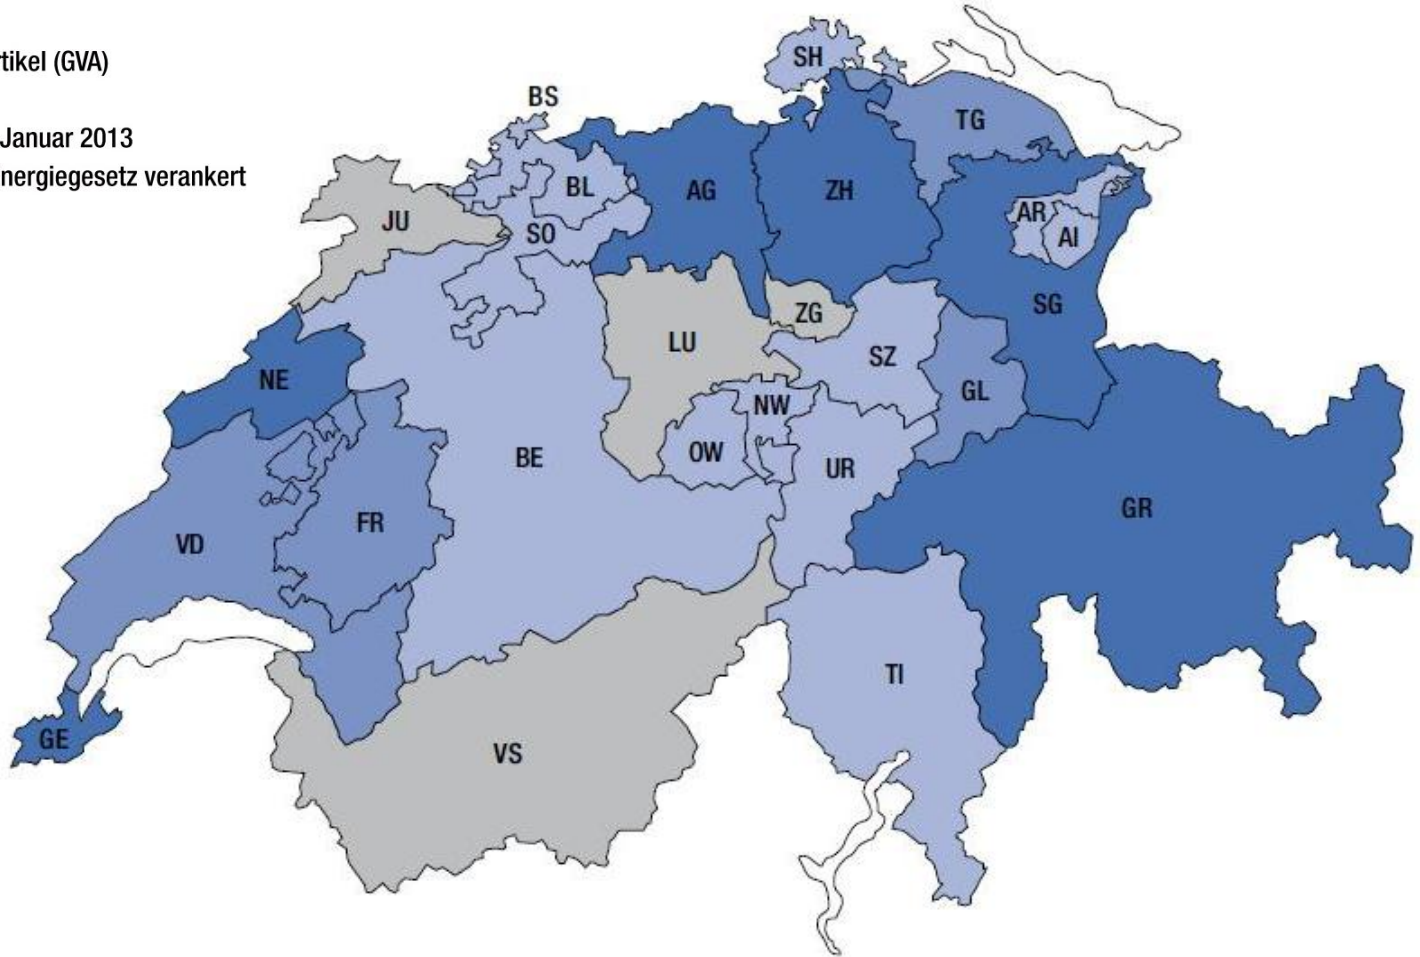 rtikel (GVA)
Januar 2013
nergiegesetz verankert
SH
BS
TG
BL
AG
ZH
JU
SO
AR
AI
SG
ZG
LU
SZ
NE
GL
NW
OW
BE
UR
GR
FR
VD
TI
GE
VS